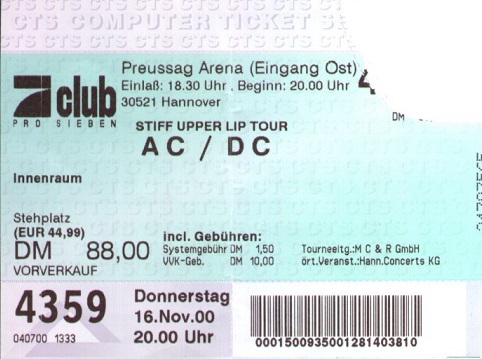 CTS COMPUTER TICKET S
Preussag Arena (Eingang Ost)
Einlaß: 18.30 Uhr , Beginn: 20.00 Uhr
30521 Hannover
club
PRO SIEBEN
DM
STIFF UPPER LIP TOUR
AC / DC
Innenraum
Stehplatz
(EUR 44,99)
DM 88,00
VORVERKAUF
incl. Gebühren:
Systemgebühr DM 1,50
VVK-Geb. DM 10,00
Tourneeltg.:M C & R GmbH
örtl.Veranst.:Hann.Concerts KG
4359
040700 1333
Donnerstag
16.Nov.00
20.00 Uhr
0001500935001281403810